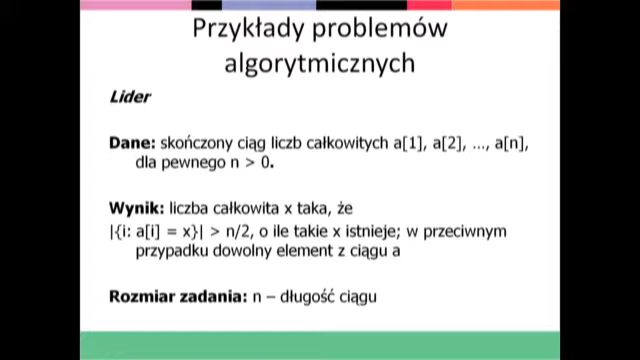 Przykłady problemów
algorytmicznych
Lider
Dane: skończony ciąg liczb całkowitych a[1], a[2], ..., a[n],
dla pewnego n > 0.
Wynik: liczba całkowita x taka, że
|{i: a[i] = x}| > n/2, o ile takie x istnieje; w przeciwnym
przypadku dowolny element z ciągu a
Rozmiar zadania: n – długość ciągu